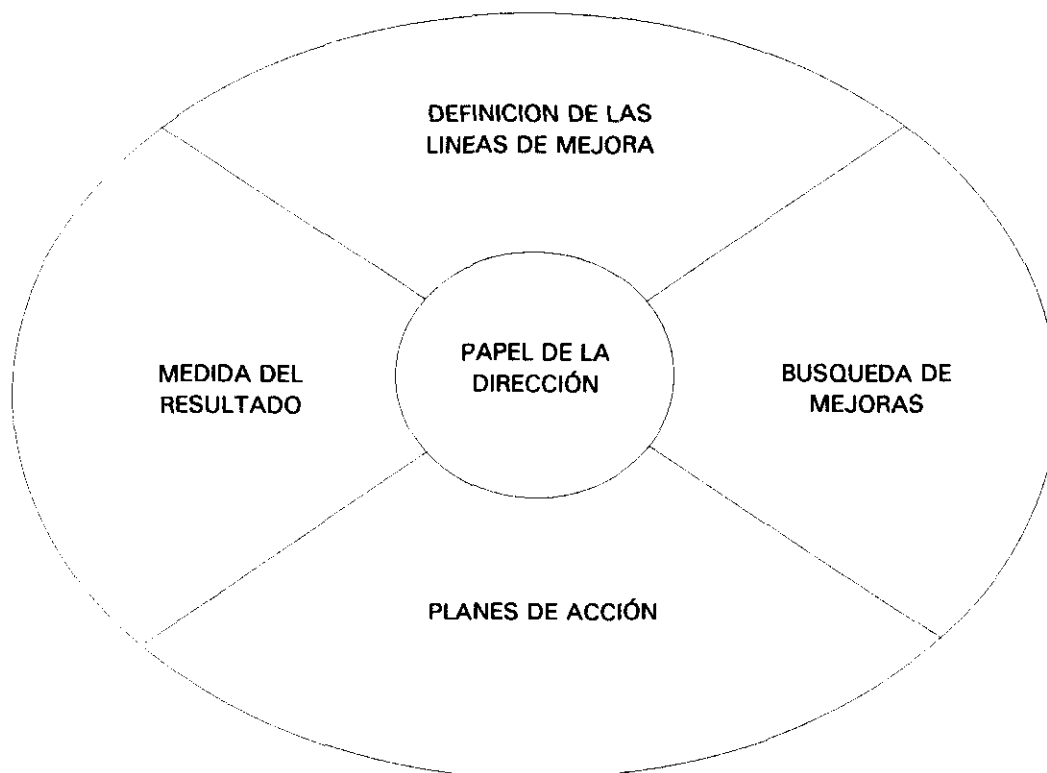 DEFINICION DE LAS
LINEAS DE MEJORA
MEDIDA DEL
RESULTADO
PAPEL DE LA
DIRECCIÓN
BUSQUEDA DE
MEJORAS
PLANES DE ACCIÓN